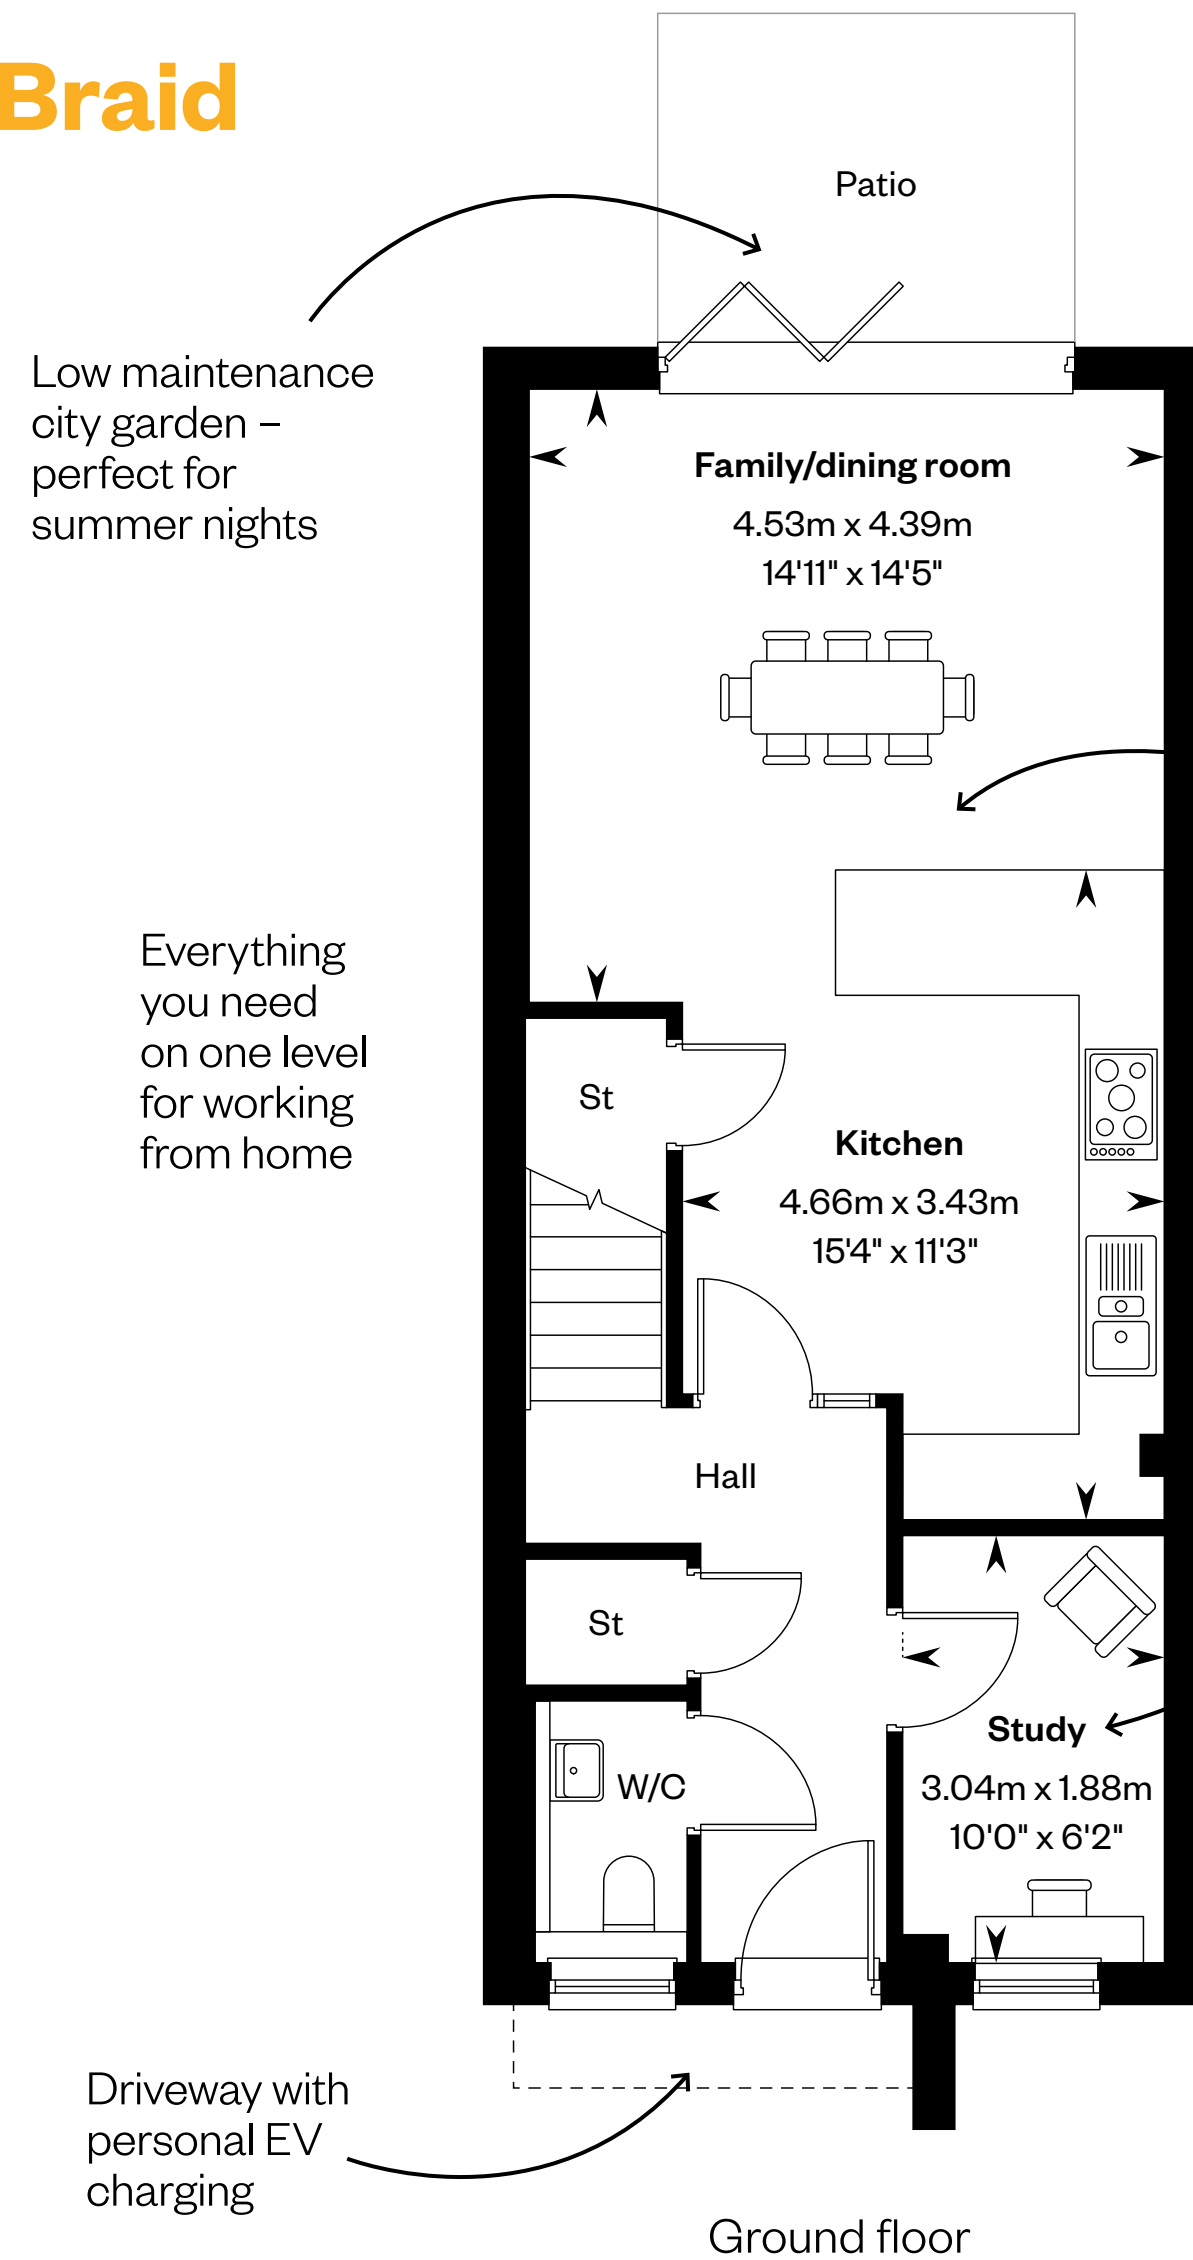 Braid
Patio
Low maintenance
city garden –
perfect for
summer nights
Family/dining room
4.53m x 4.39m
14'11" x 14'5"
Everything
you need
on one level
for working
from home
St
Kitchen
4.66m x 3.43m
15'4" x 11'3"
Hall
St
Study
W/C
3.04m x 1.88m
10'0" x 6'2"
Driveway with
personal EV
charging
Ground floor